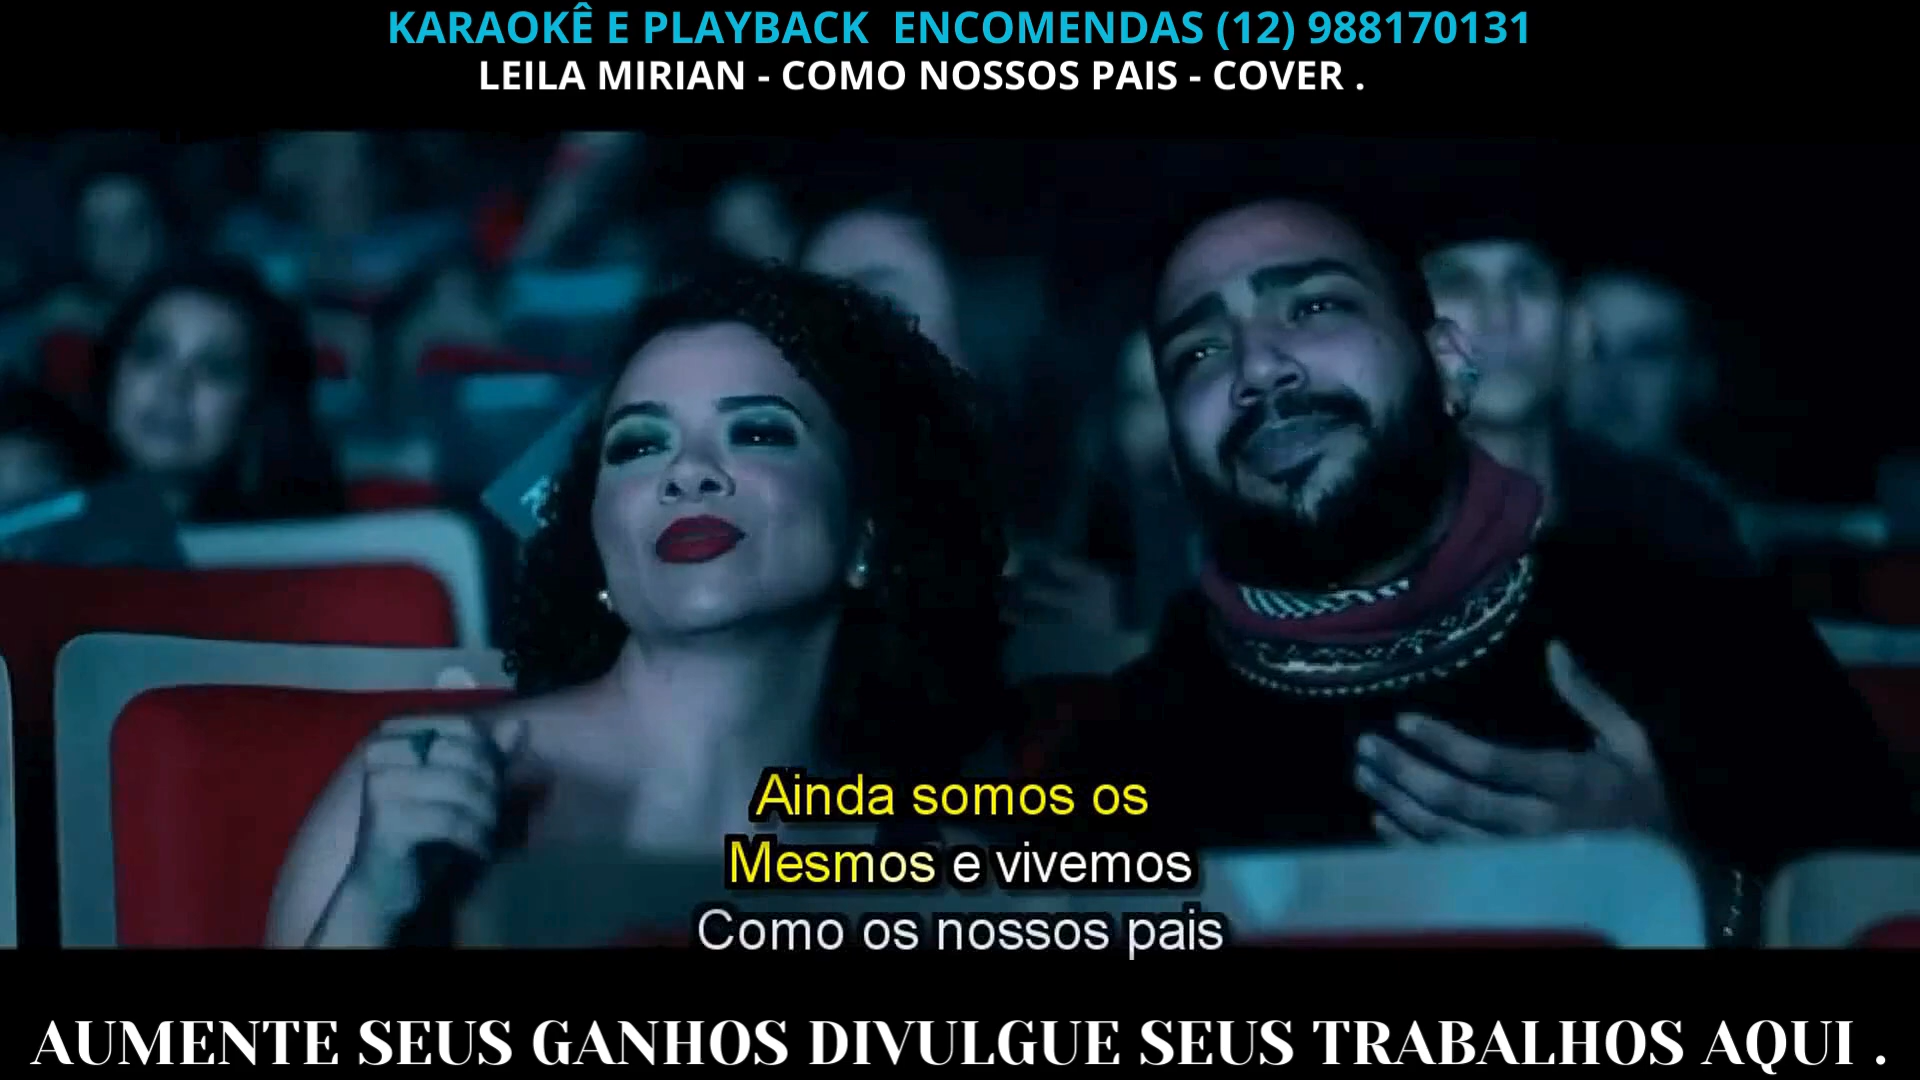 KARAOKÊ E PLAYBACK  ENCOMENDAS (12) 988170131
LEILA MIRIAN - COMO NOSSOS PAIS - COVER .
Ainda somos os
Mesmos e vivemos
Como os nossos pais
AUMENTE SEUS GANHOS DIVULGUE SEUS TRABALHOS AQUI .